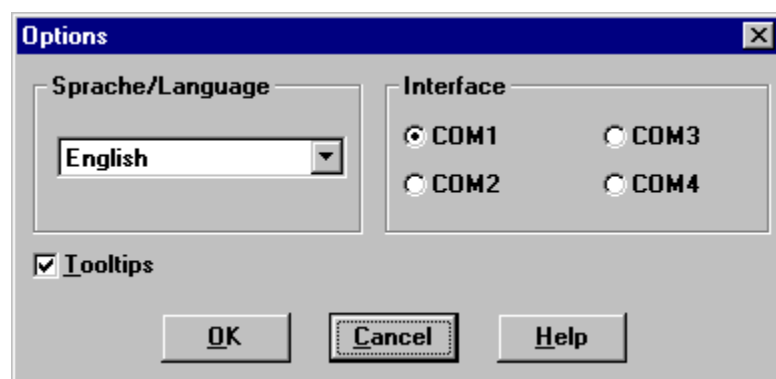 Options
Sprache/Language
Interface
English
COM1
COM3
COM2
COM4
Tooltips
OK
Cancel
Help